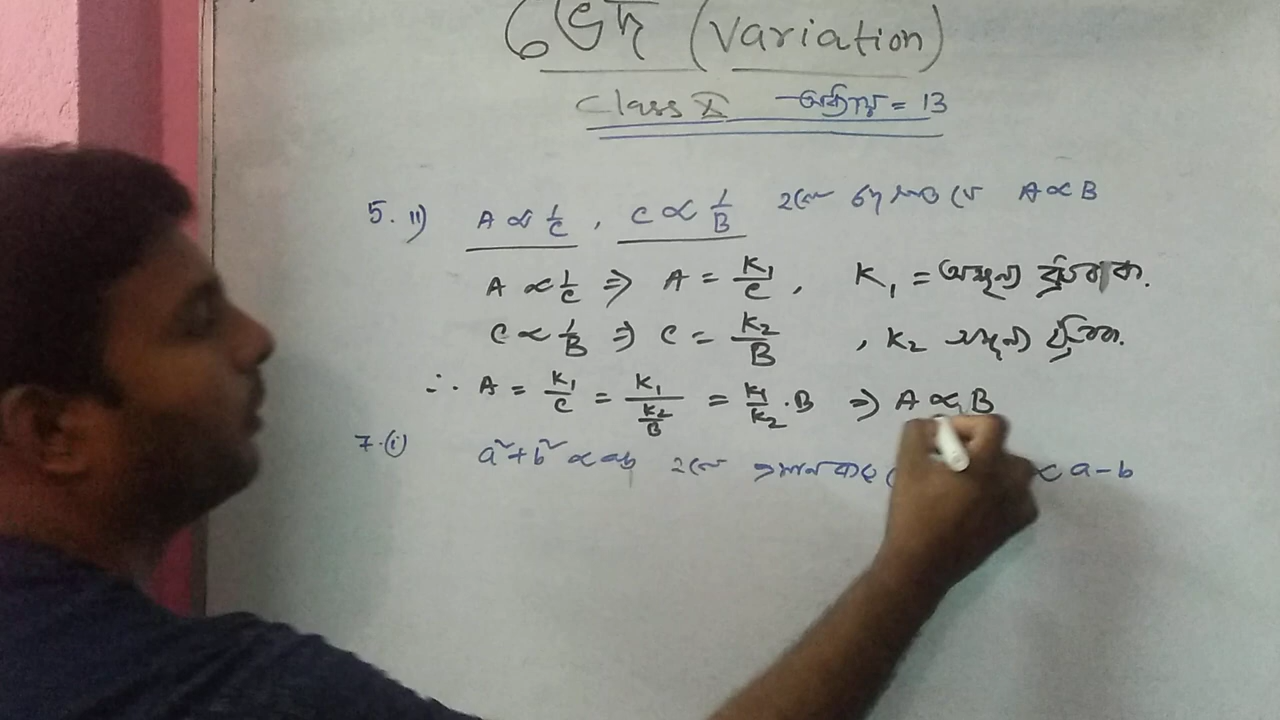 ভেদ (Variation)
Class X অধ্যায় = 13
5. ii) A ∝ 1/C , C ∝ 1/B হলে দেখাও যে A ∝ B
A ∝ 1/C ⇒ A = K₁/C , K₁ = অশূন্য ধ্রুবক.
C ∝ 1/B ⇒ C = K₂/B , K₂ অশূন্য ধ্রুবক.
∴ A = K₁/C = K₁/(K₂/B) = K₁/K₂ · B ⇒ A ∝ B
7.(i) a² + b² ∝ ab হলে প্রমাণ করি ∝ a - b